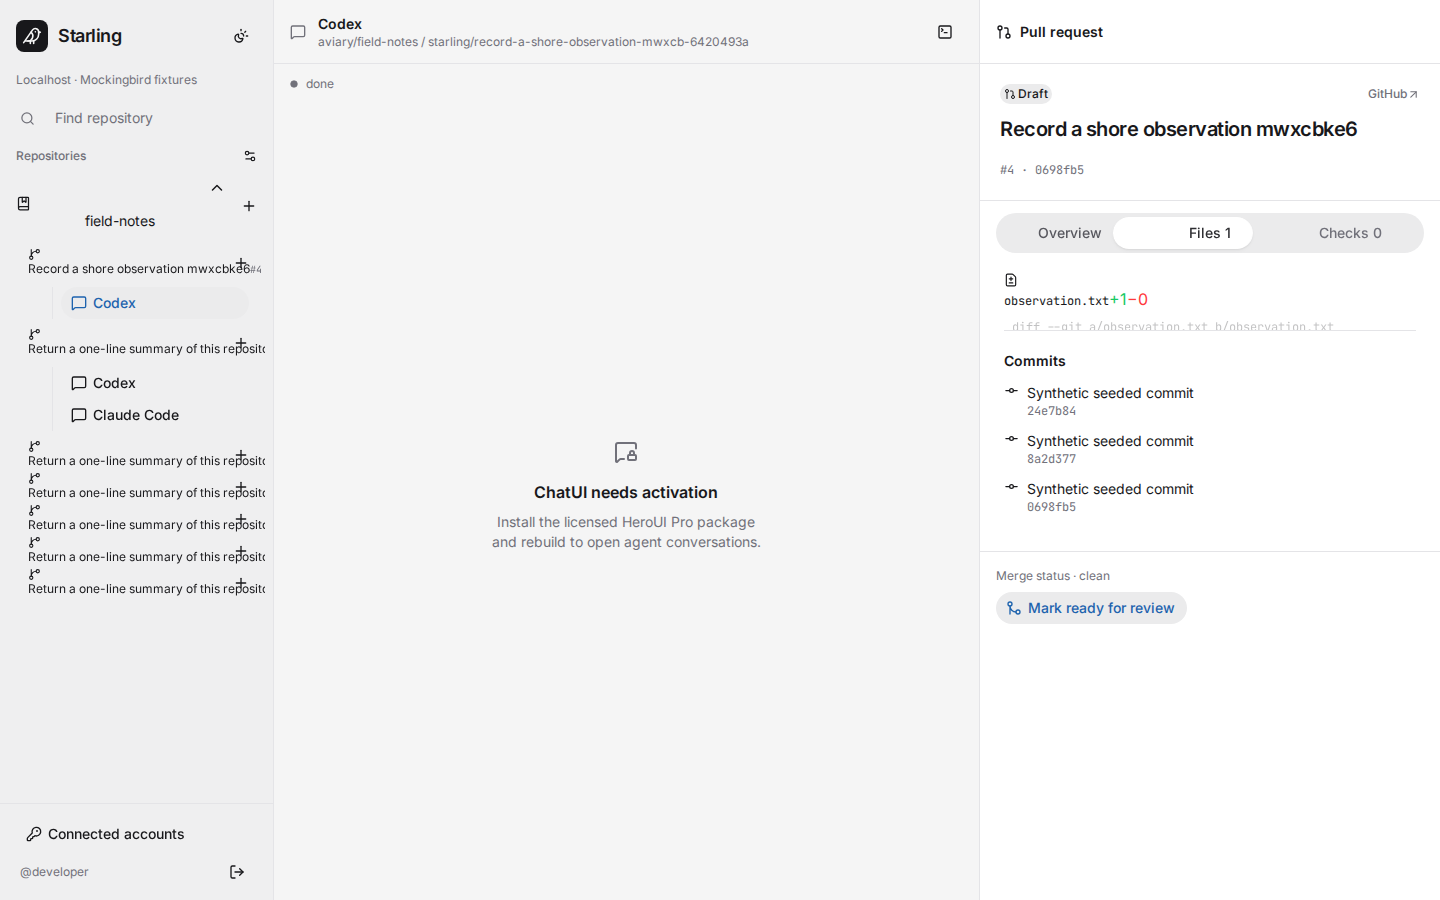 Starling
Localhost · Mockingbird fixtures
Find repository
Repositories
field-notes
Record a shore observation mwxcbke6 #4
Codex
Return a one-line summary of this reposito
Codex
Claude Code
Return a one-line summary of this reposito
Return a one-line summary of this reposito
Return a one-line summary of this reposito
Return a one-line summary of this reposito
Return a one-line summary of this reposito
Connected accounts
@developer
Codex
aviary/field-notes / starling/record-a-shore-observation-mwxcb-6420493a
done
ChatUI needs activation
Install the licensed HeroUI Pro package
and rebuild to open agent conversations.
Pull request
Draft
GitHub
Record a shore observation mwxcbke6
#4 · 0698fb5
Overview Files 1 Checks 0
observation.txt+1−0
diff --git a/observation.txt b/observation.txt
Commits
Synthetic seeded commit
24e7b84
Synthetic seeded commit
8a2d377
Synthetic seeded commit
0698fb5
Merge status · clean
Mark ready for review